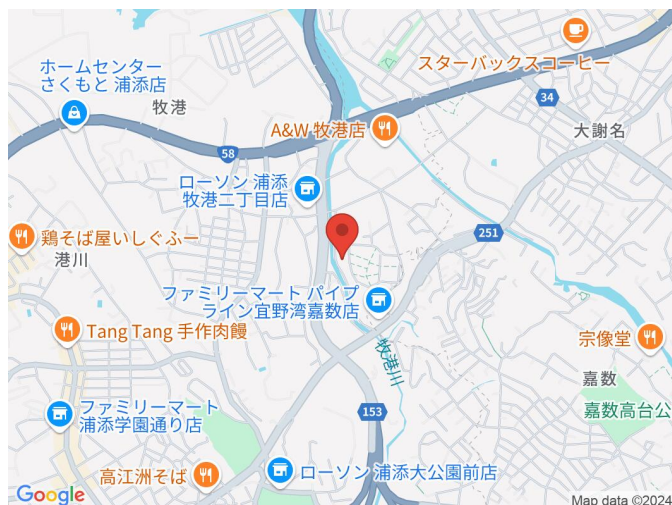 スターバックスコーヒー
ホームセンター
さくもと 浦添店
牧港
34
A&W 牧港店
大謝名
58
ローソン 浦添
牧港二丁目店
251
鶏そば屋いしぐふー
港川
ファミリーマート パイプ
ライン宜野湾嘉数店
Tang Tang 手作肉饅
宗像堂
牧港川
嘉数
153
嘉数高台公
ファミリーマート
浦添学園通り店
高江洲そば
ローソン 浦添大公園前店
Google
Map data ©2024